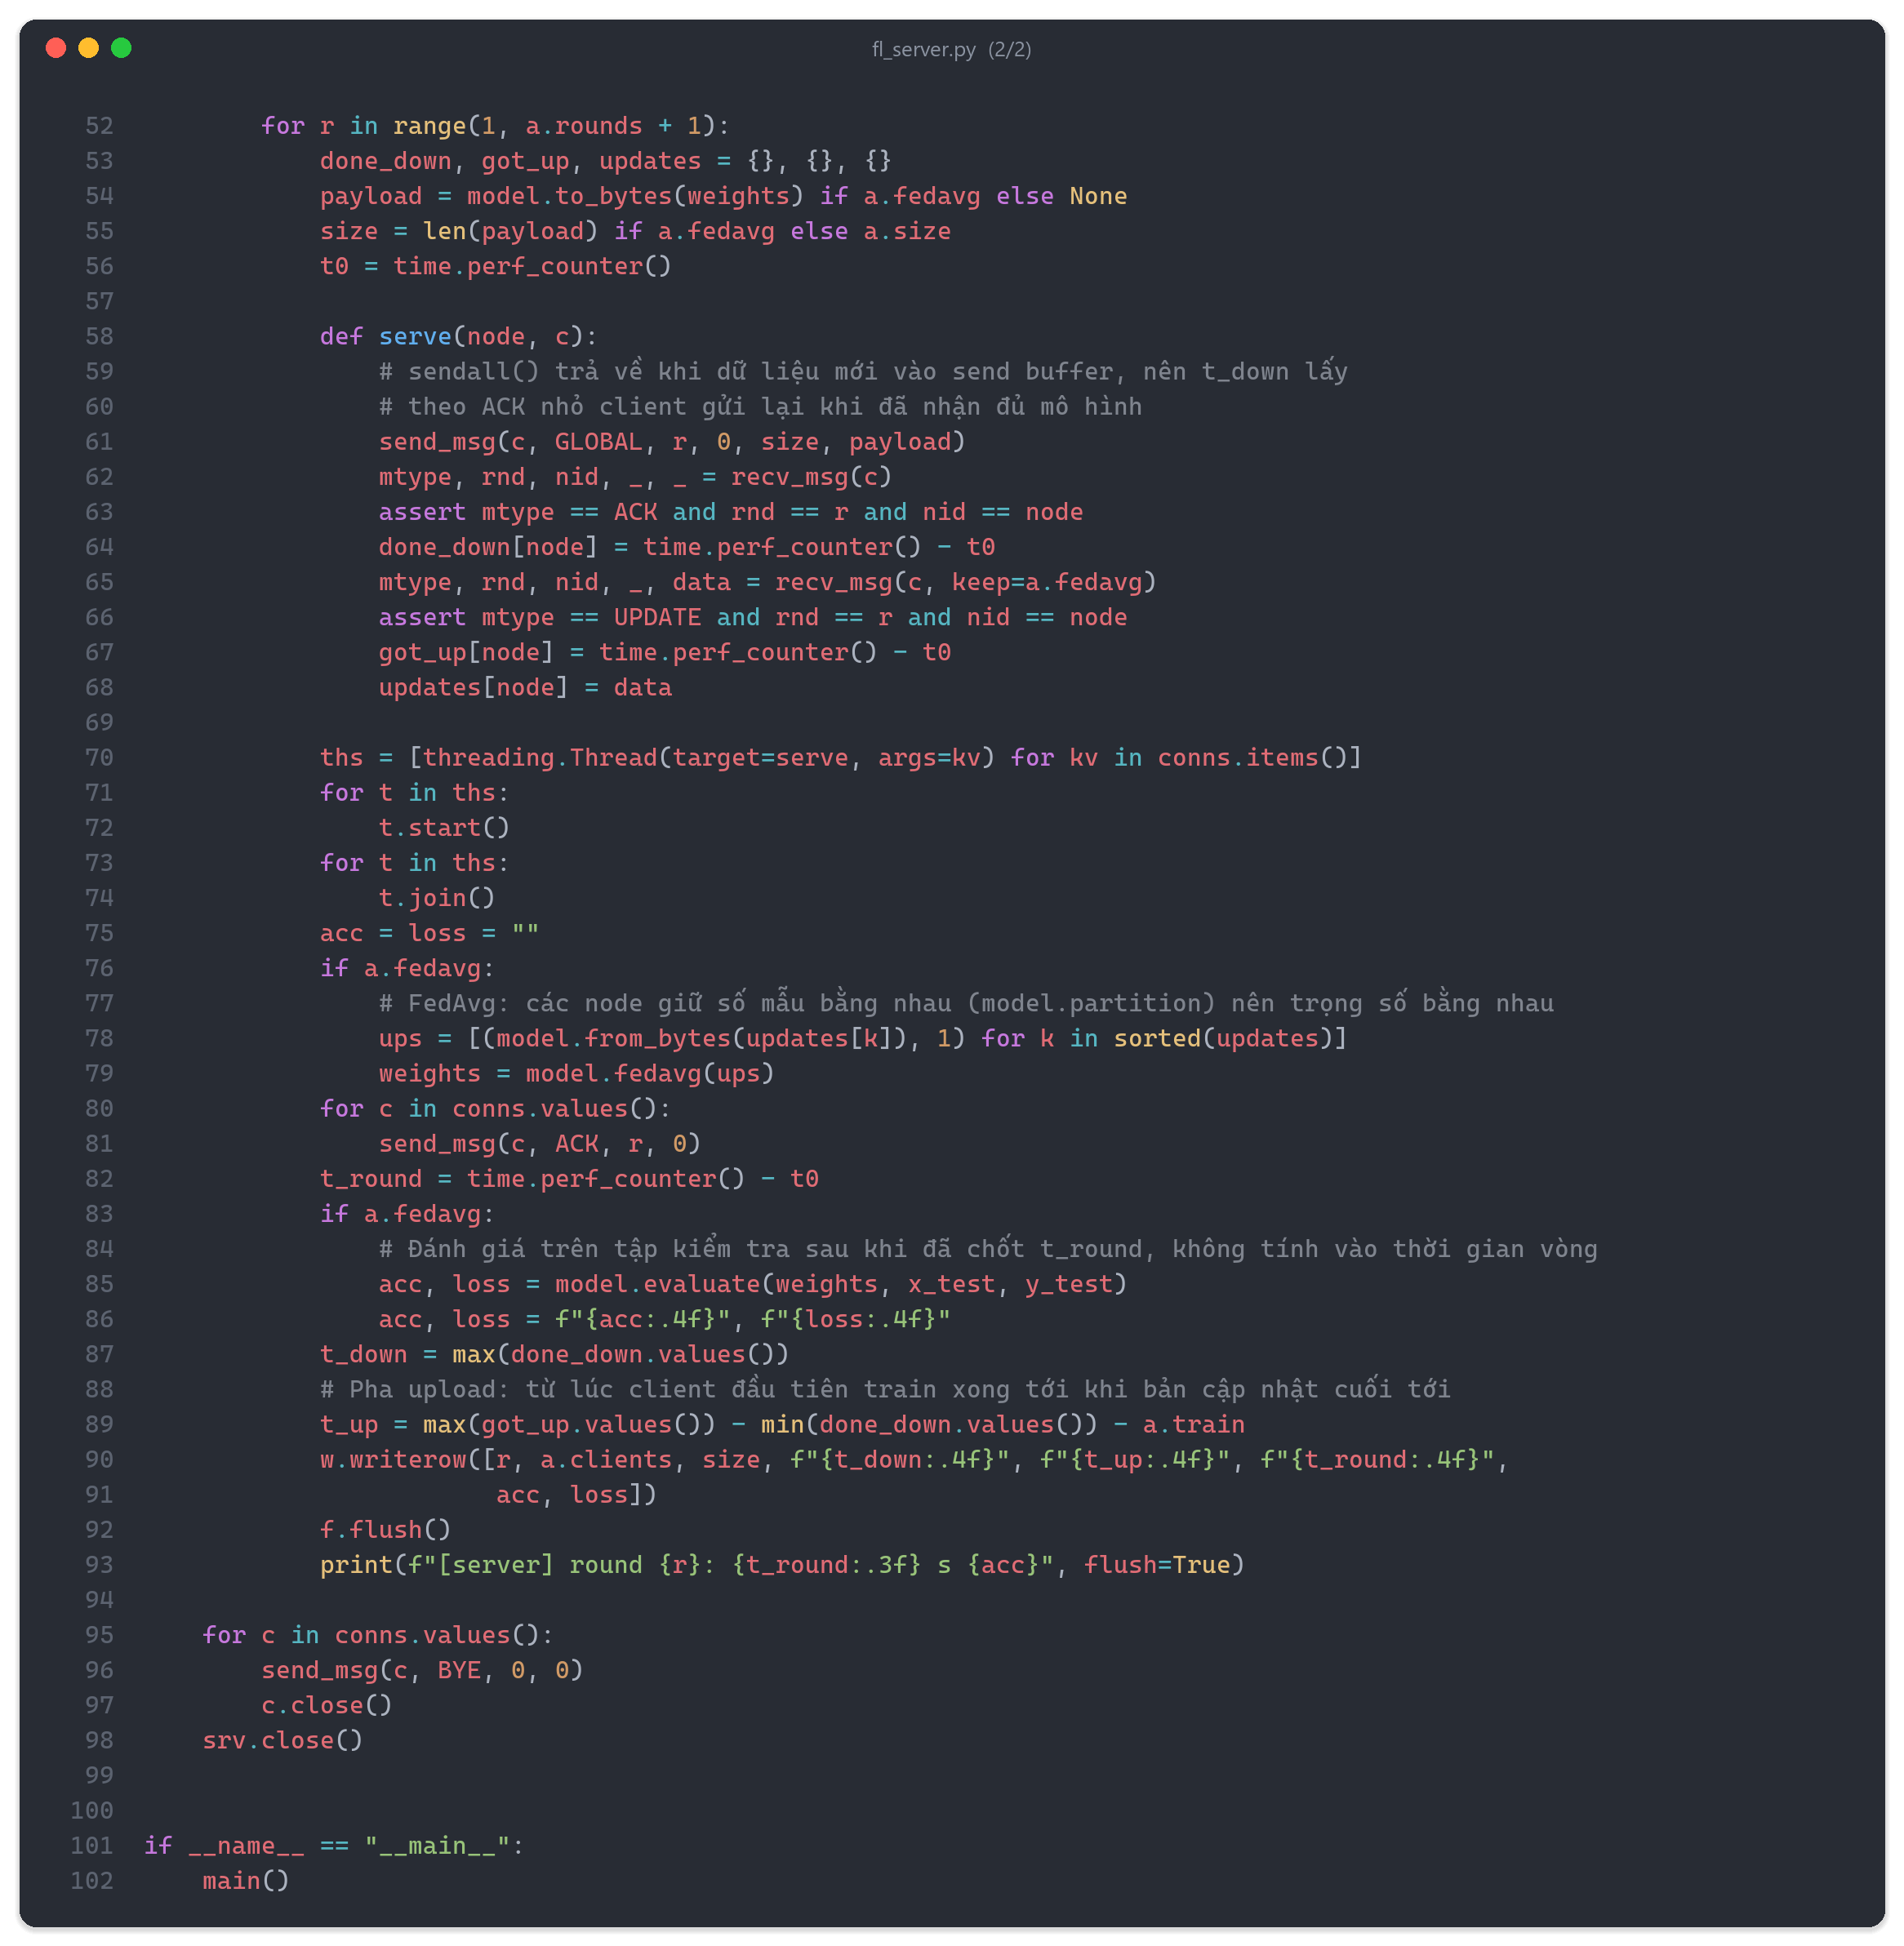 fl_server.py (2/2)
52         for r in range(1, a.rounds + 1):
53             done_down, got_up, updates = {}, {}, {}
54             payload = model.to_bytes(weights) if a.fedavg else None
55             size = len(payload) if a.fedavg else a.size
56             t0 = time.perf_counter()
57
58             def serve(node, c):
59                 # sendall() trả về khi dữ liệu mới vào send buffer, nên t_down lấy
60                 # theo ACK nhỏ client gửi lại khi đã nhận đủ mô hình
61                 send_msg(c, GLOBAL, r, 0, size, payload)
62                 mtype, rnd, nid, _, _ = recv_msg(c)
63                 assert mtype == ACK and rnd == r and nid == node
64                 done_down[node] = time.perf_counter() - t0
65                 mtype, rnd, nid, _, data = recv_msg(c, keep=a.fedavg)
66                 assert mtype == UPDATE and rnd == r and nid == node
67                 got_up[node] = time.perf_counter() - t0
68                 updates[node] = data
69
70             ths = [threading.Thread(target=serve, args=kv) for kv in conns.items()]
71             for t in ths:
72                 t.start()
73             for t in ths:
74                 t.join()
75             acc = loss = ""
76             if a.fedavg:
77                 # FedAvg: các node giữ số mẫu bằng nhau (model.partition) nên trọng số bằng nhau
78                 ups = [(model.from_bytes(updates[k]), 1) for k in sorted(updates)]
79                 weights = model.fedavg(ups)
80             for c in conns.values():
81                 send_msg(c, ACK, r, 0)
82             t_round = time.perf_counter() - t0
83             if a.fedavg:
84                 # Đánh giá trên tập kiểm tra sau khi đã chốt t_round, không tính vào thời gian vòng
85                 acc, loss = model.evaluate(weights, x_test, y_test)
86                 acc, loss = f"{acc:.4f}", f"{loss:.4f}"
87             t_down = max(done_down.values())
88             # Pha upload: từ lúc client đầu tiên train xong tới khi bản cập nhật cuối tới
89             t_up = max(got_up.values()) - min(done_down.values()) - a.train
90             w.writerow([r, a.clients, size, f"{t_down:.4f}", f"{t_up:.4f}", f"{t_round:.4f}",
91                         acc, loss])
92             f.flush()
93             print(f"[server] round {r}: {t_round:.3f} s {acc}", flush=True)
94
95     for c in conns.values():
96         send_msg(c, BYE, 0, 0)
97         c.close()
98     srv.close()
99
100
101 if __name__ == "__main__":
102     main()